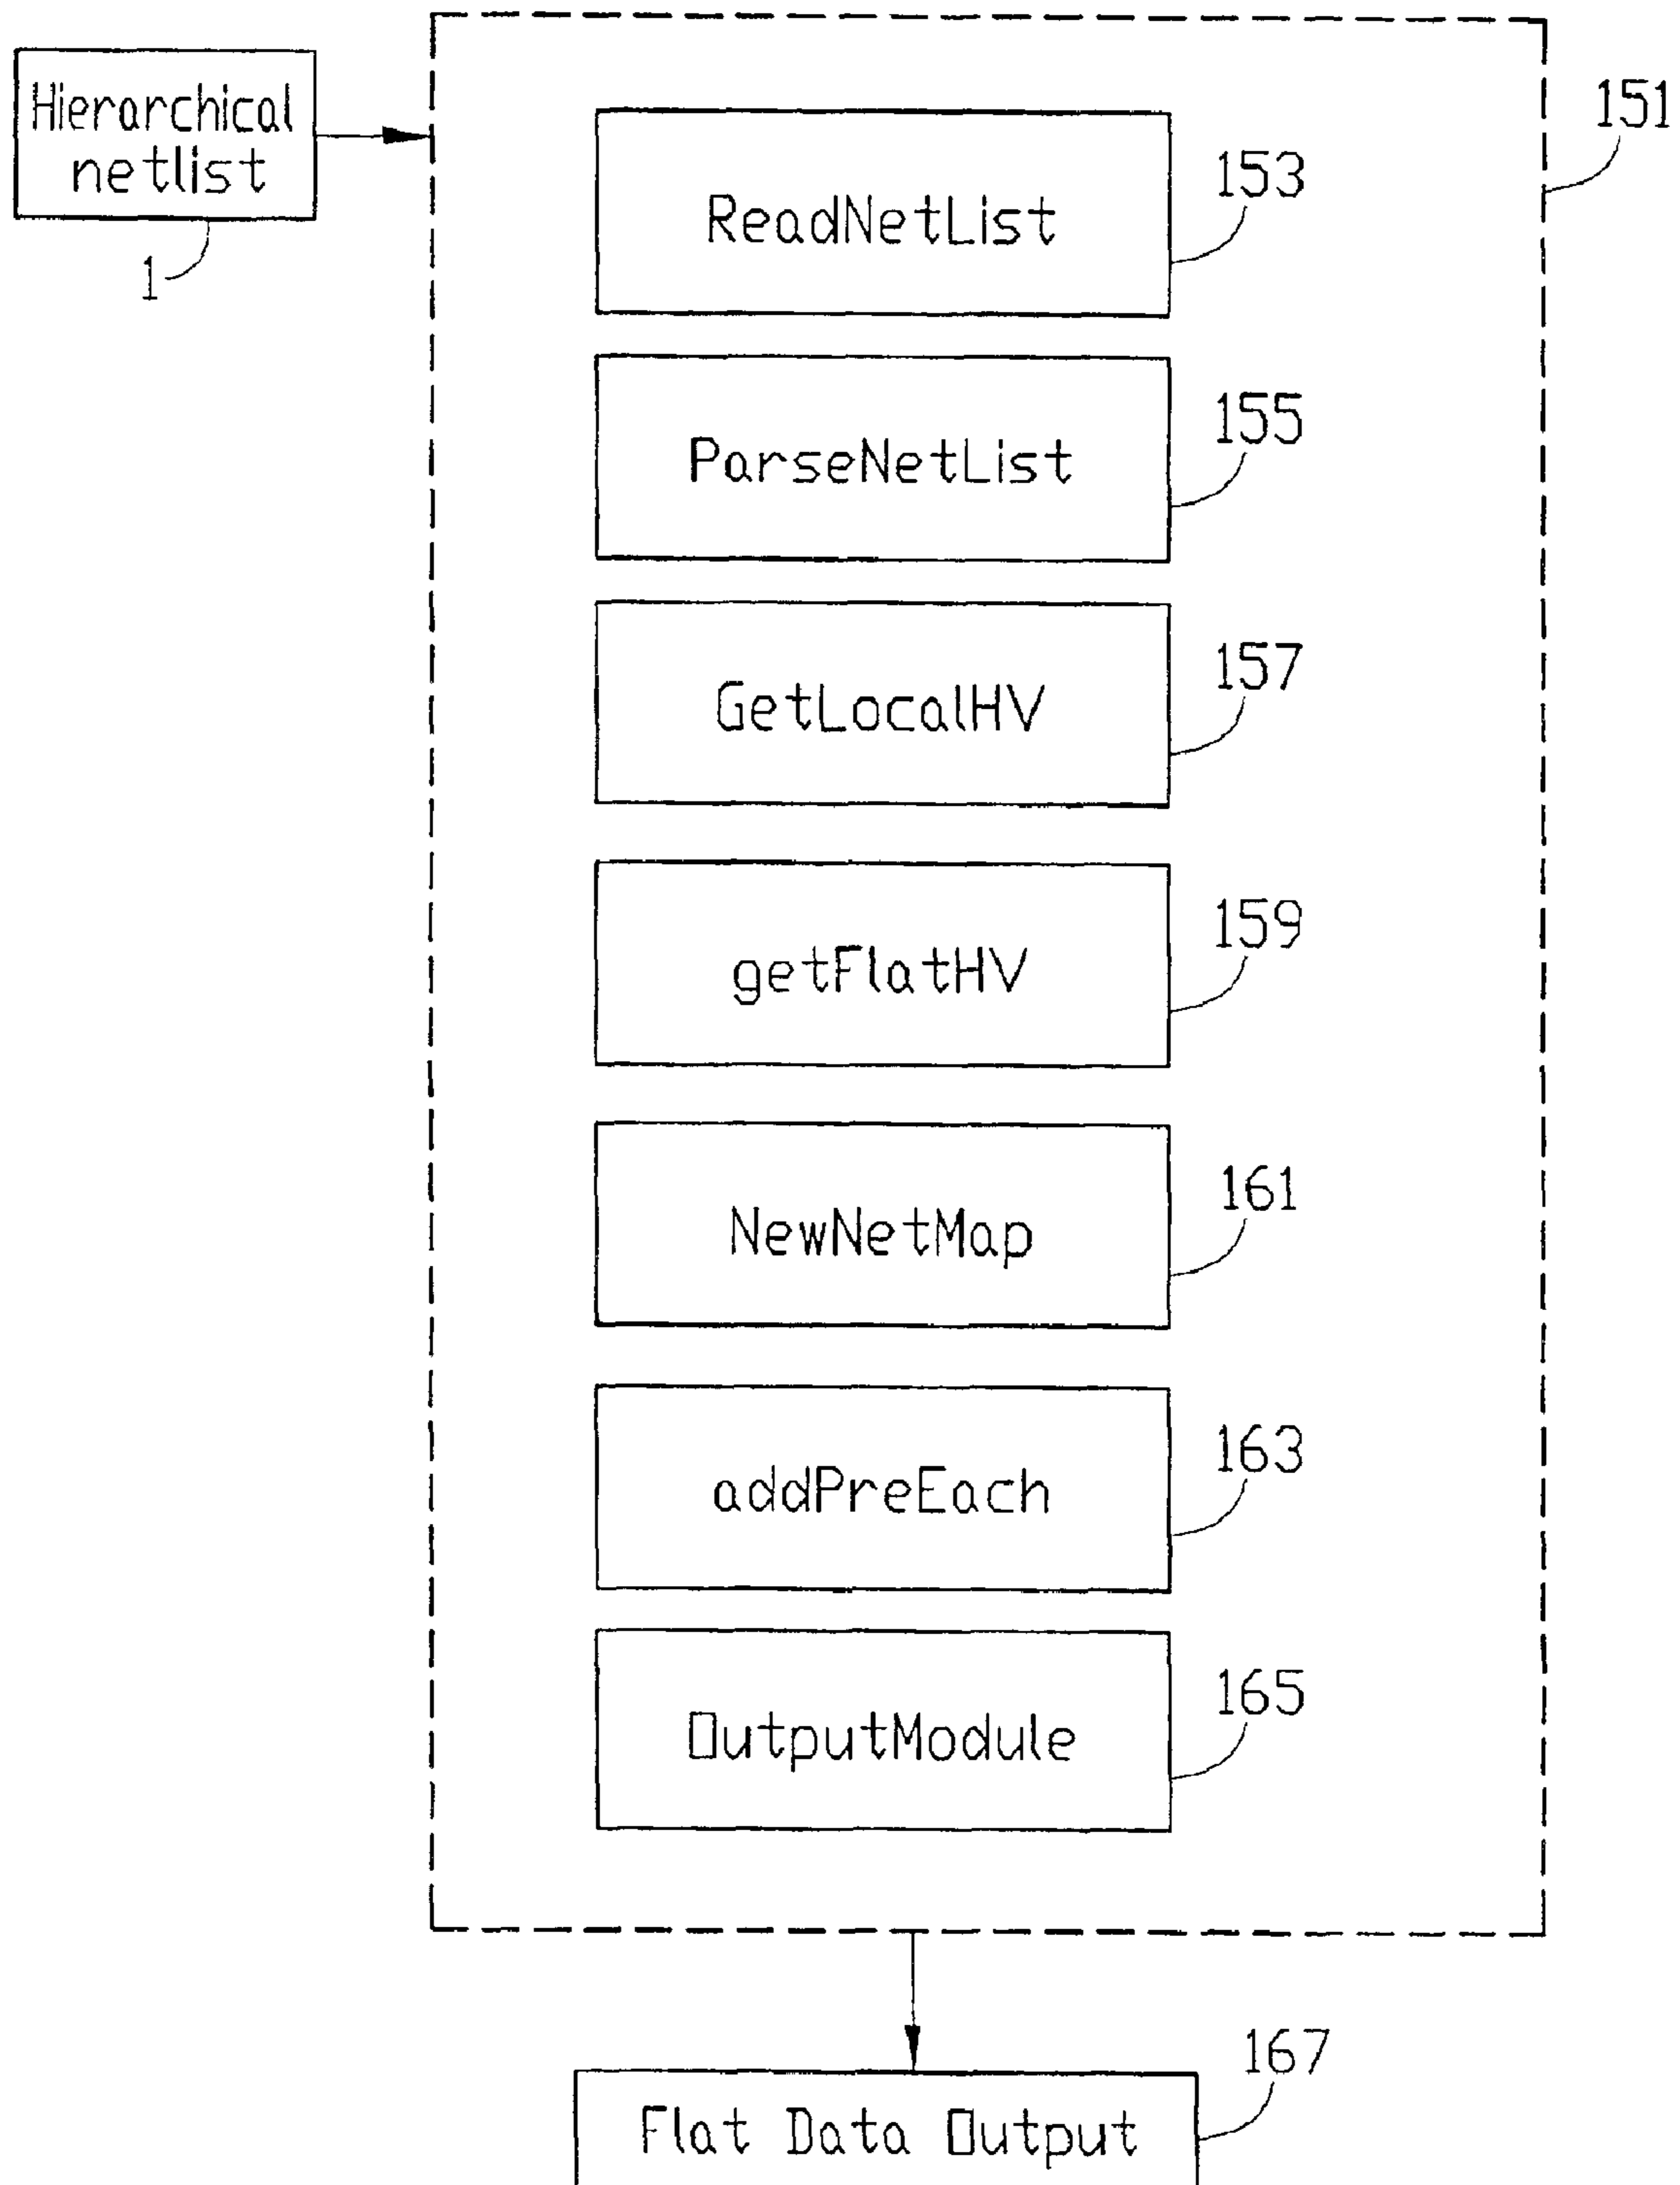 Hierarchical
netlist
1
151
ReadNetList
153
ParseNetList
155
GetLocalHV
157
getFlatHV
159
NewNetMap
161
addPreEach
163
OutputModule
165
Flat Data Output
167